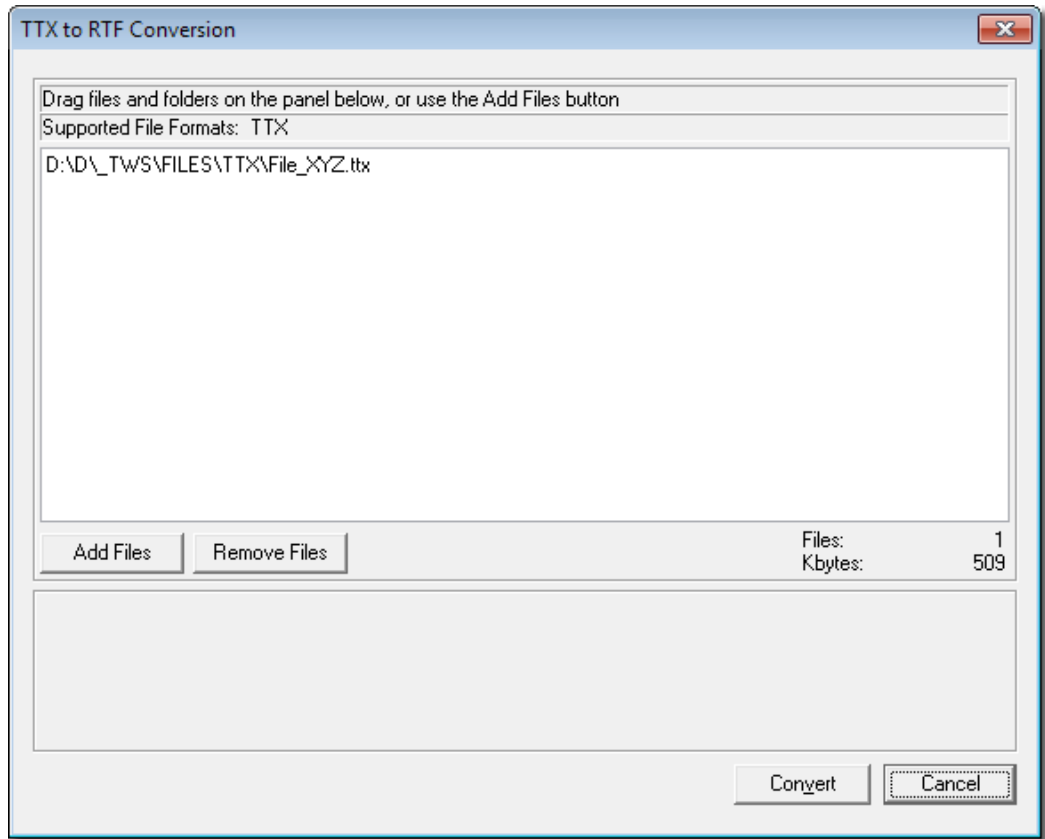 TTX to RTF Conversion
Drag files and folders on the panel below, or use the Add Files button
Supported File Formats: TTX
D:\D\_TWS\FILES\TTX\File_XYZ.ttx
Add Files Remove Files
Files: 1
Kbytes: 509
Convert Cancel